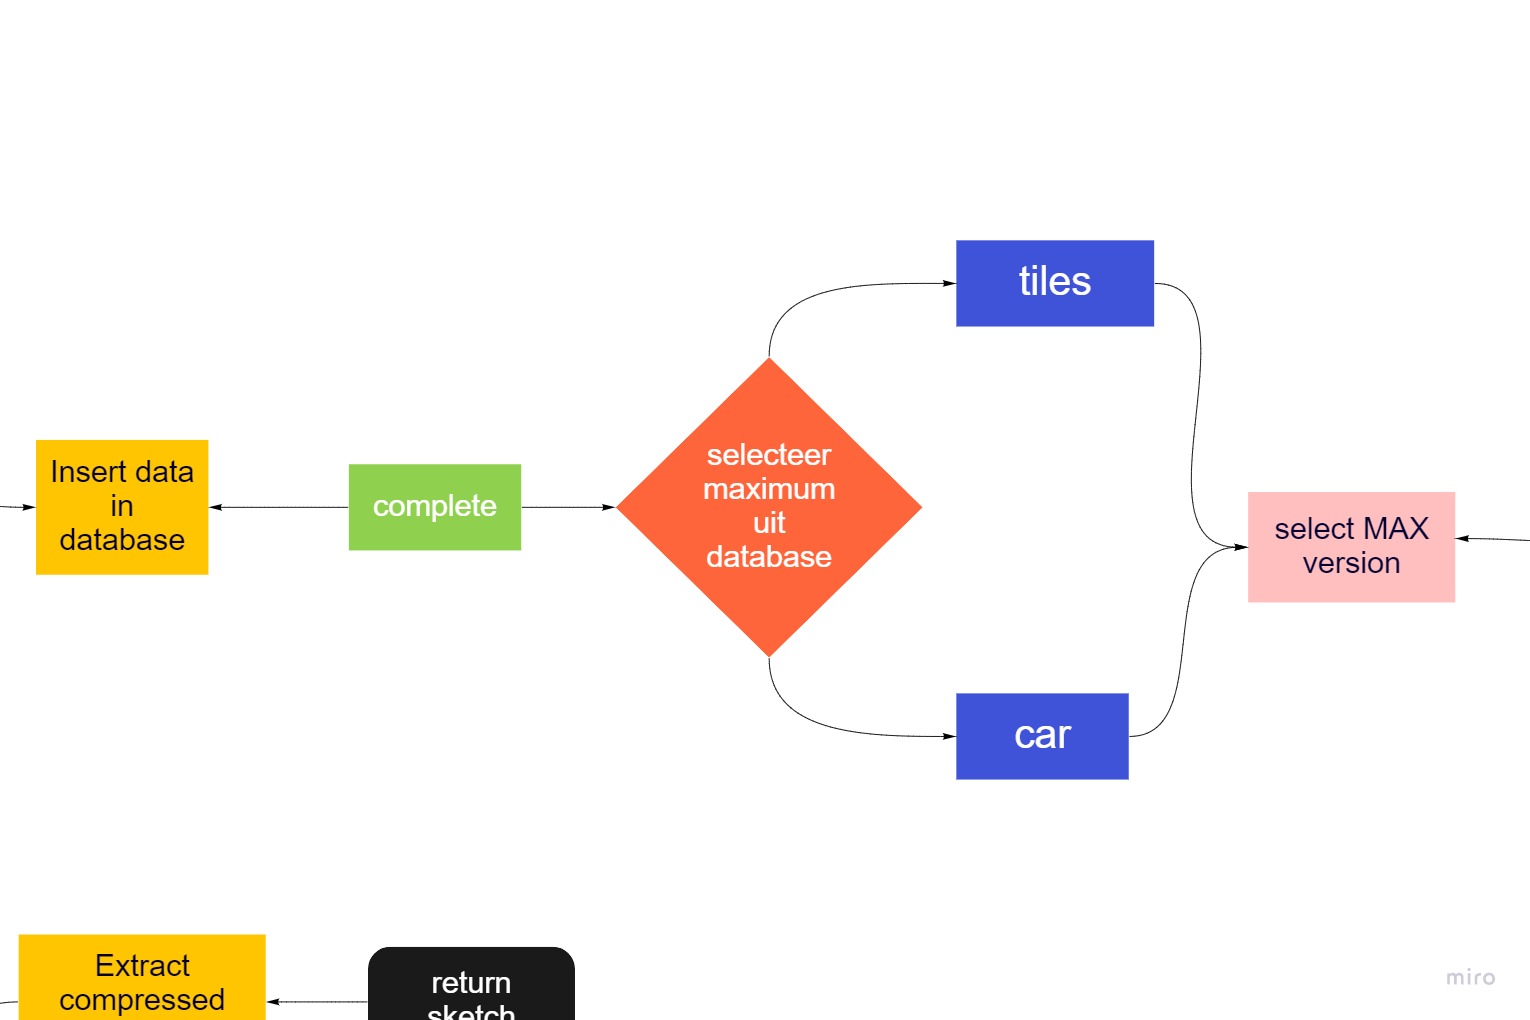 tiles
Insert data
in
database
complete
selecteer
maximum
uit
database
select MAX
version
car
Extract
compressed
return
sketch
miro